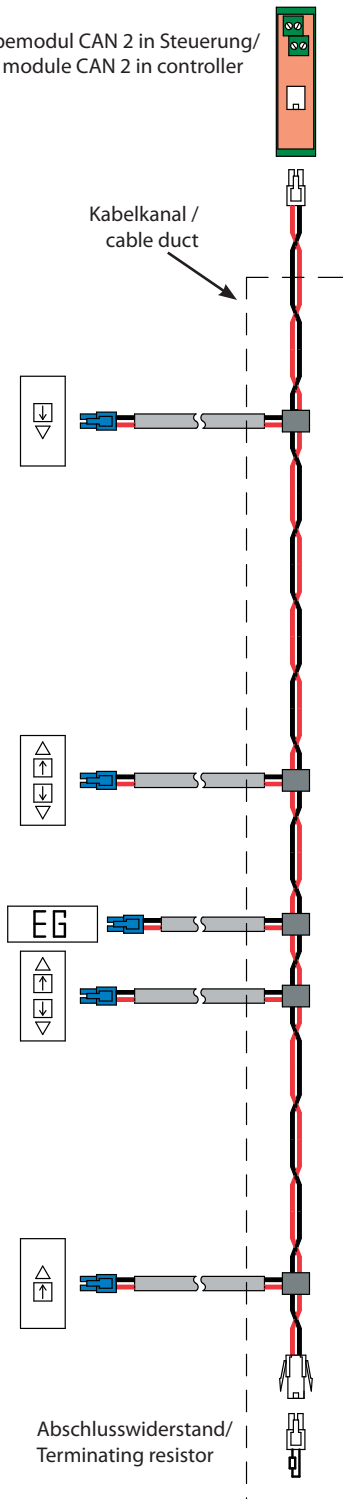 bemodul CAN 2 in Steuerung/
module CAN 2 in controller
Kabelkanal /
cable duct
EG
Abschlusswiderstand/
Terminating resistor